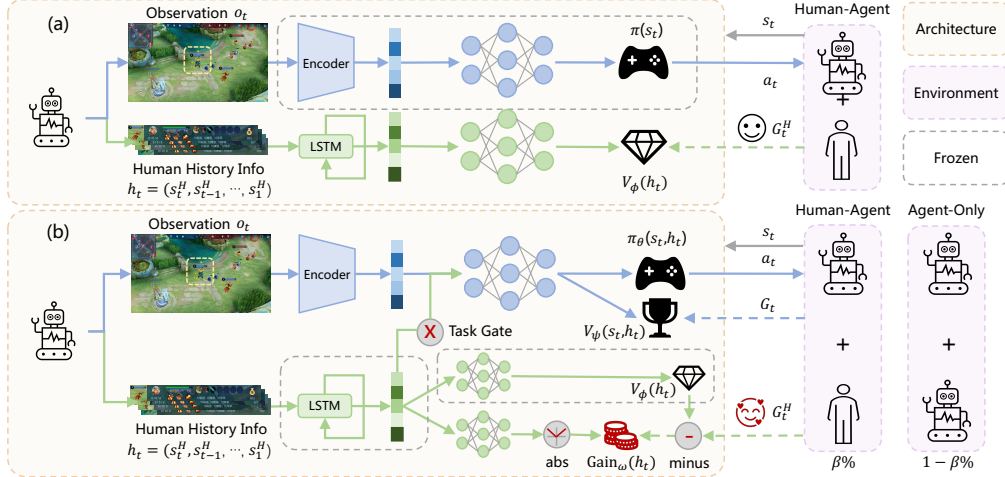 (a)
Observation $o_t$
Encoder
$\pi(s_t)$
$s_t$
$a_t$
Human-Agent
Architecture
Environment
Frozen
+
LSTM
$G_t^H$
$V_\phi(h_t)$
Human History Info
$h_t = (s_t^H, s_{t-1}^H, \cdots, s_1^H)$
(b)
Observation $o_t$
Encoder
$\pi_\theta(s_t, h_t)$
$s_t$
$a_t$
$G_t$
Human-Agent
Agent-Only
X
Task Gate
$V_\psi(s_t, h_t)$
+
+
LSTM
$V_\phi(h_t)$
$G_t^H$
Human History Info
$h_t = (s_t^H, s_{t-1}^H, \cdots, s_1^H)$
abs
$\mathrm{Gain}_\omega(h_t)$
-
minus
$\beta\%$
$1 - \beta\%$